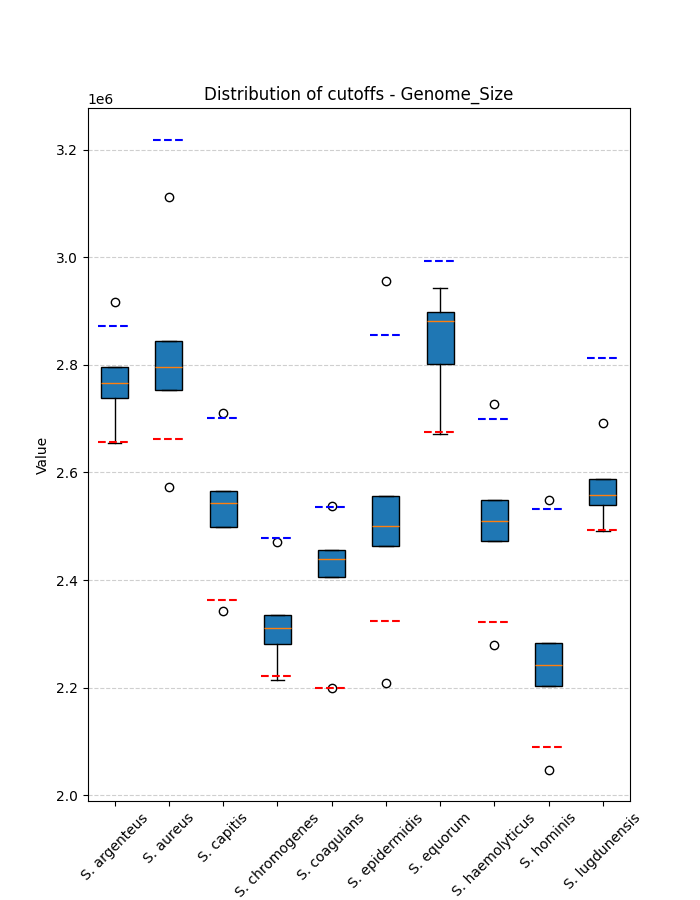 Distribution of cutoffs - Genome_Size
1e6
3.2
3.0
2.8
2.6
2.4
2.2
2.0
Value
S. argenteus
S. aureus
S. capitis
S. chromogenes
S. coagulans
S. epidermidis
S. equorum
S. haemolyticus
S. hominis
S. lugdunensis